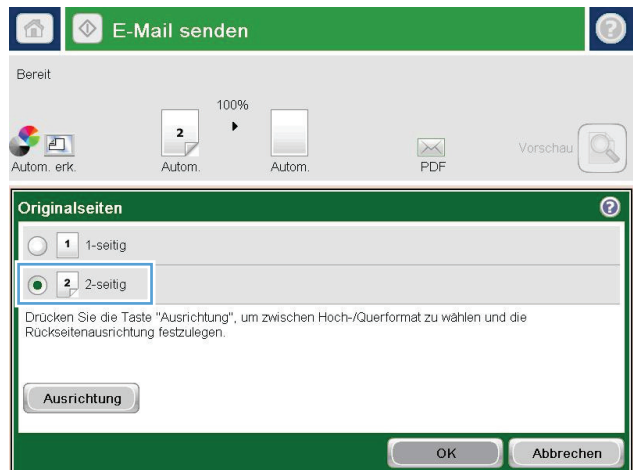 E-Mail senden
Bereit
100%
2
Autom. erk.
Autom.
Autom.
PDF
Vorschau
Originalseiten
1 1-seitig
2 2-seitig
Drücken Sie die Taste "Ausrichtung", um zwischen Hoch-/Querformat zu wählen und die
Rückseitenausrichtung festzulegen.
Ausrichtung
OK
Abbrechen